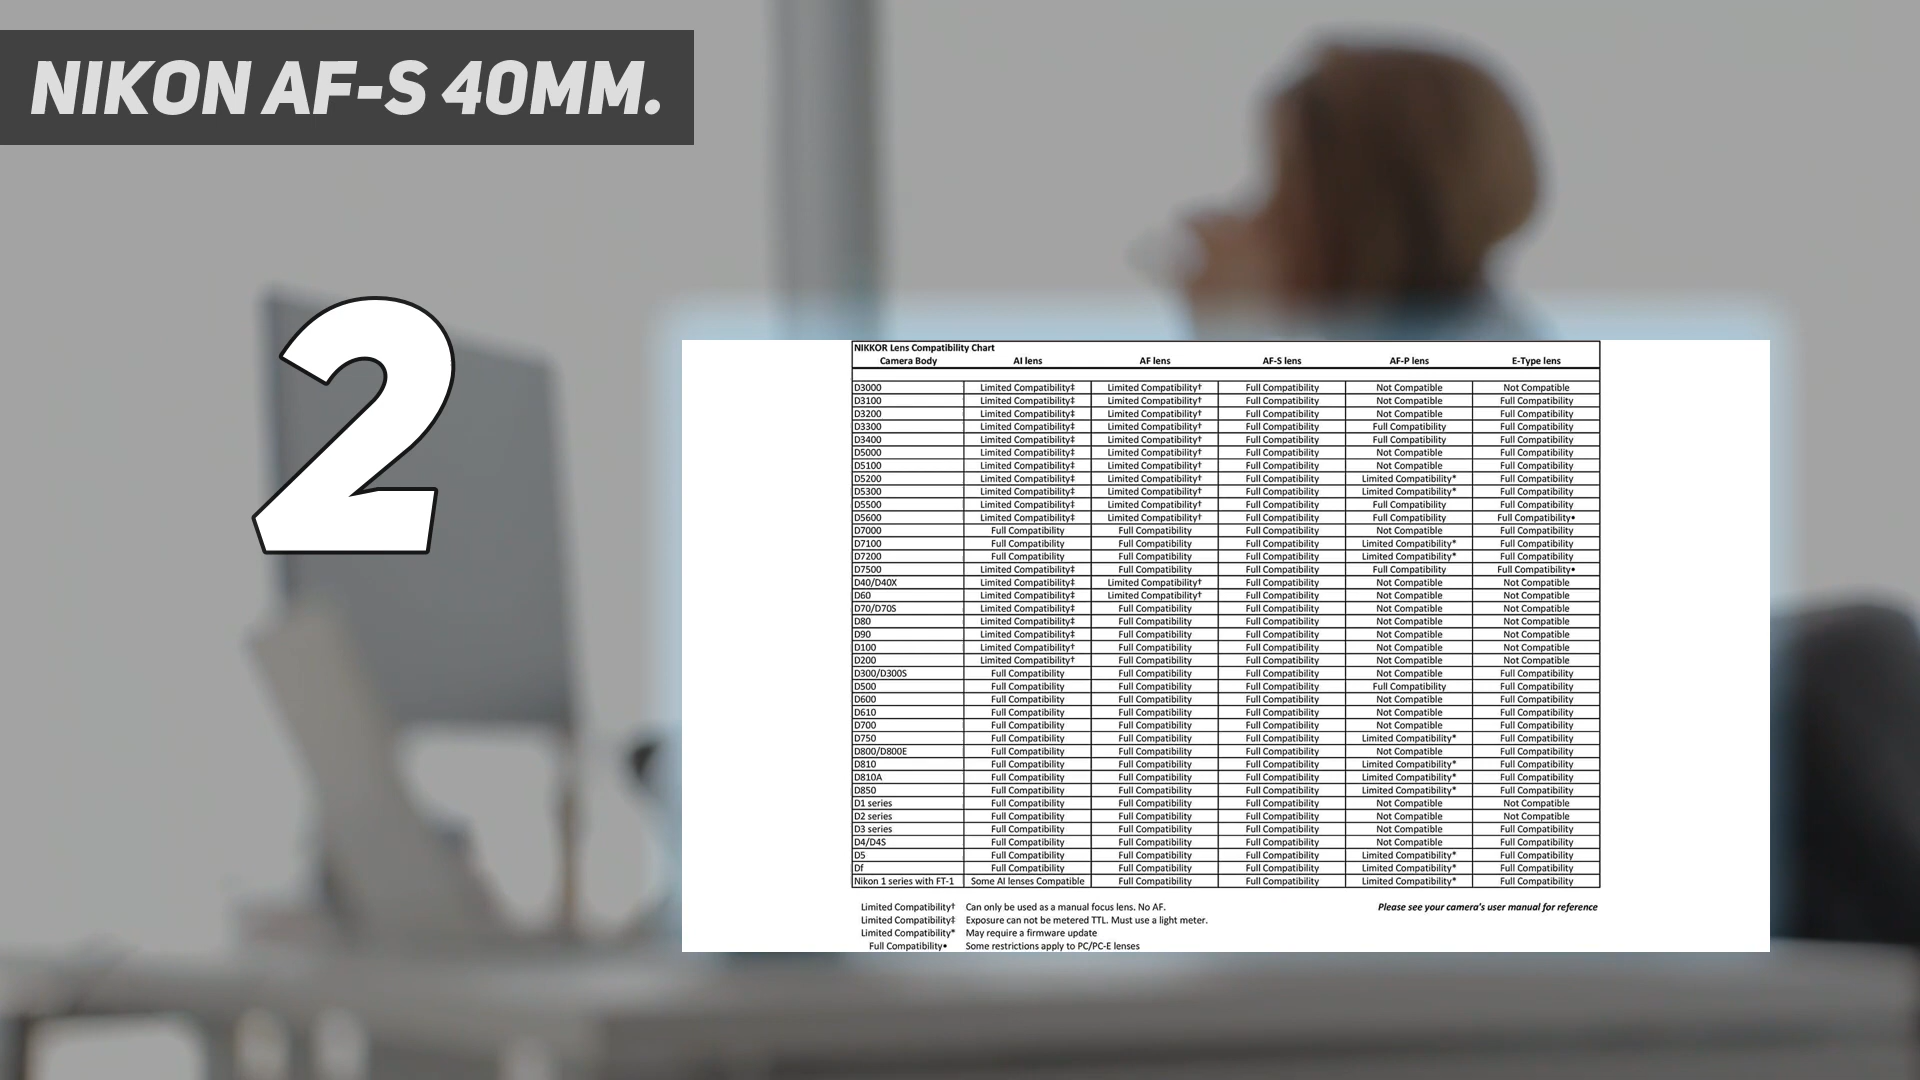 NIKON AF-S 40MM.
2
NIKKOR Lens Compatibility Chart
Camera Body AI lens AF lens AF-S lens AF-P lens E-Type lens
D3000 Limited Compatibility‡ Limited Compatibility† Full Compatibility Not Compatible Not Compatible
D3100 Limited Compatibility‡ Limited Compatibility† Full Compatibility Not Compatible Full Compatibility
D3200 Limited Compatibility‡ Limited Compatibility† Full Compatibility Not Compatible Full Compatibility
D3300 Limited Compatibility‡ Limited Compatibility† Full Compatibility Full Compatibility Full Compatibility
D3400 Limited Compatibility‡ Limited Compatibility† Full Compatibility Full Compatibility Full Compatibility
D5000 Limited Compatibility‡ Limited Compatibility† Full Compatibility Not Compatible Full Compatibility
D5100 Limited Compatibility‡ Limited Compatibility† Full Compatibility Not Compatible Full Compatibility
D5200 Limited Compatibility‡ Limited Compatibility† Full Compatibility Limited Compatibility* Full Compatibility
D5300 Limited Compatibility‡ Limited Compatibility† Full Compatibility Limited Compatibility* Full Compatibility
D5500 Limited Compatibility‡ Limited Compatibility† Full Compatibility Full Compatibility Full Compatibility
D5600 Limited Compatibility‡ Limited Compatibility† Full Compatibility Full Compatibility Full Compatibility•
D7000 Full Compatibility Full Compatibility Full Compatibility Not Compatible Full Compatibility
D7100 Full Compatibility Full Compatibility Full Compatibility Limited Compatibility* Full Compatibility
D7200 Full Compatibility Full Compatibility Full Compatibility Limited Compatibility* Full Compatibility
D7500 Limited Compatibility‡ Full Compatibility Full Compatibility Full Compatibility Full Compatibility•
D40/D40X Limited Compatibility‡ Limited Compatibility† Full Compatibility Not Compatible Not Compatible
D60 Limited Compatibility‡ Limited Compatibility† Full Compatibility Not Compatible Not Compatible
D70/D70S Limited Compatibility‡ Full Compatibility Full Compatibility Not Compatible Not Compatible
D80 Limited Compatibility‡ Full Compatibility Full Compatibility Not Compatible Not Compatible
D90 Limited Compatibility‡ Full Compatibility Full Compatibility Not Compatible Not Compatible
D100 Limited Compatibility† Full Compatibility Full Compatibility Not Compatible Not Compatible
D200 Limited Compatibility† Full Compatibility Full Compatibility Not Compatible Not Compatible
D300/D300S Full Compatibility Full Compatibility Full Compatibility Not Compatible Full Compatibility
D500 Full Compatibility Full Compatibility Full Compatibility Full Compatibility Full Compatibility
D600 Full Compatibility Full Compatibility Full Compatibility Not Compatible Full Compatibility
D610 Full Compatibility Full Compatibility Full Compatibility Not Compatible Full Compatibility
D700 Full Compatibility Full Compatibility Full Compatibility Not Compatible Full Compatibility
D750 Full Compatibility Full Compatibility Full Compatibility Limited Compatibility* Full Compatibility
D800/D800E Full Compatibility Full Compatibility Full Compatibility Not Compatible Full Compatibility
D810 Full Compatibility Full Compatibility Full Compatibility Limited Compatibility* Full Compatibility
D810A Full Compatibility Full Compatibility Full Compatibility Limited Compatibility* Full Compatibility
D850 Full Compatibility Full Compatibility Full Compatibility Limited Compatibility* Full Compatibility
D1 series Full Compatibility Full Compatibility Full Compatibility Not Compatible Not Compatible
D2 series Full Compatibility Full Compatibility Full Compatibility Not Compatible Not Compatible
D3 series Full Compatibility Full Compatibility Full Compatibility Not Compatible Full Compatibility
D4/D4S Full Compatibility Full Compatibility Full Compatibility Not Compatible Full Compatibility
D5 Full Compatibility Full Compatibility Full Compatibility Limited Compatibility* Full Compatibility
Df Full Compatibility Full Compatibility Full Compatibility Limited Compatibility* Full Compatibility
Nikon 1 series with FT-1 Some AI lenses Compatible Full Compatibility Full Compatibility Limited Compatibility* Full Compatibility
Limited Compatibility† Can only be used as a manual focus lens. No AF. Please see your camera's user manual for reference
Limited Compatibility‡ Exposure can not be metered TTL. Must use a light meter.
Limited Compatibility* May require a firmware update
Full Compatibility• Some restrictions apply to PC/PC-E lenses